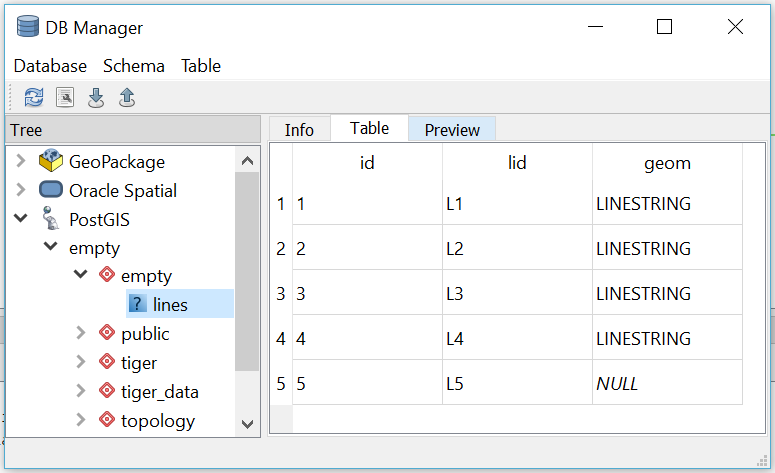 DB Manager
Database Schema Table
Tree
Info Table Preview
GeoPackage
Oracle Spatial
PostGIS
empty
empty
? lines
public
tiger
tiger_data
topology
id lid geom
1 1 L1 LINESTRING
2 2 L2 LINESTRING
3 3 L3 LINESTRING
4 4 L4 LINESTRING
5 5 L5 NULL